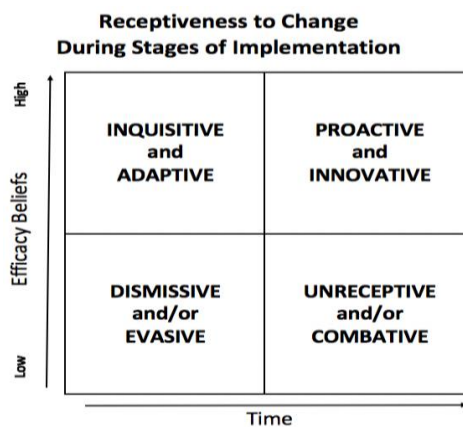 Receptiveness to Change
During Stages of Implementation
High
Efficacy Beliefs
Low
INQUISITIVE
and
ADAPTIVE
PROACTIVE
and
INNOVATIVE
DISMISSIVE
and/or
EVASIVE
UNRECEPTIVE
and/or
COMBATIVE
Time